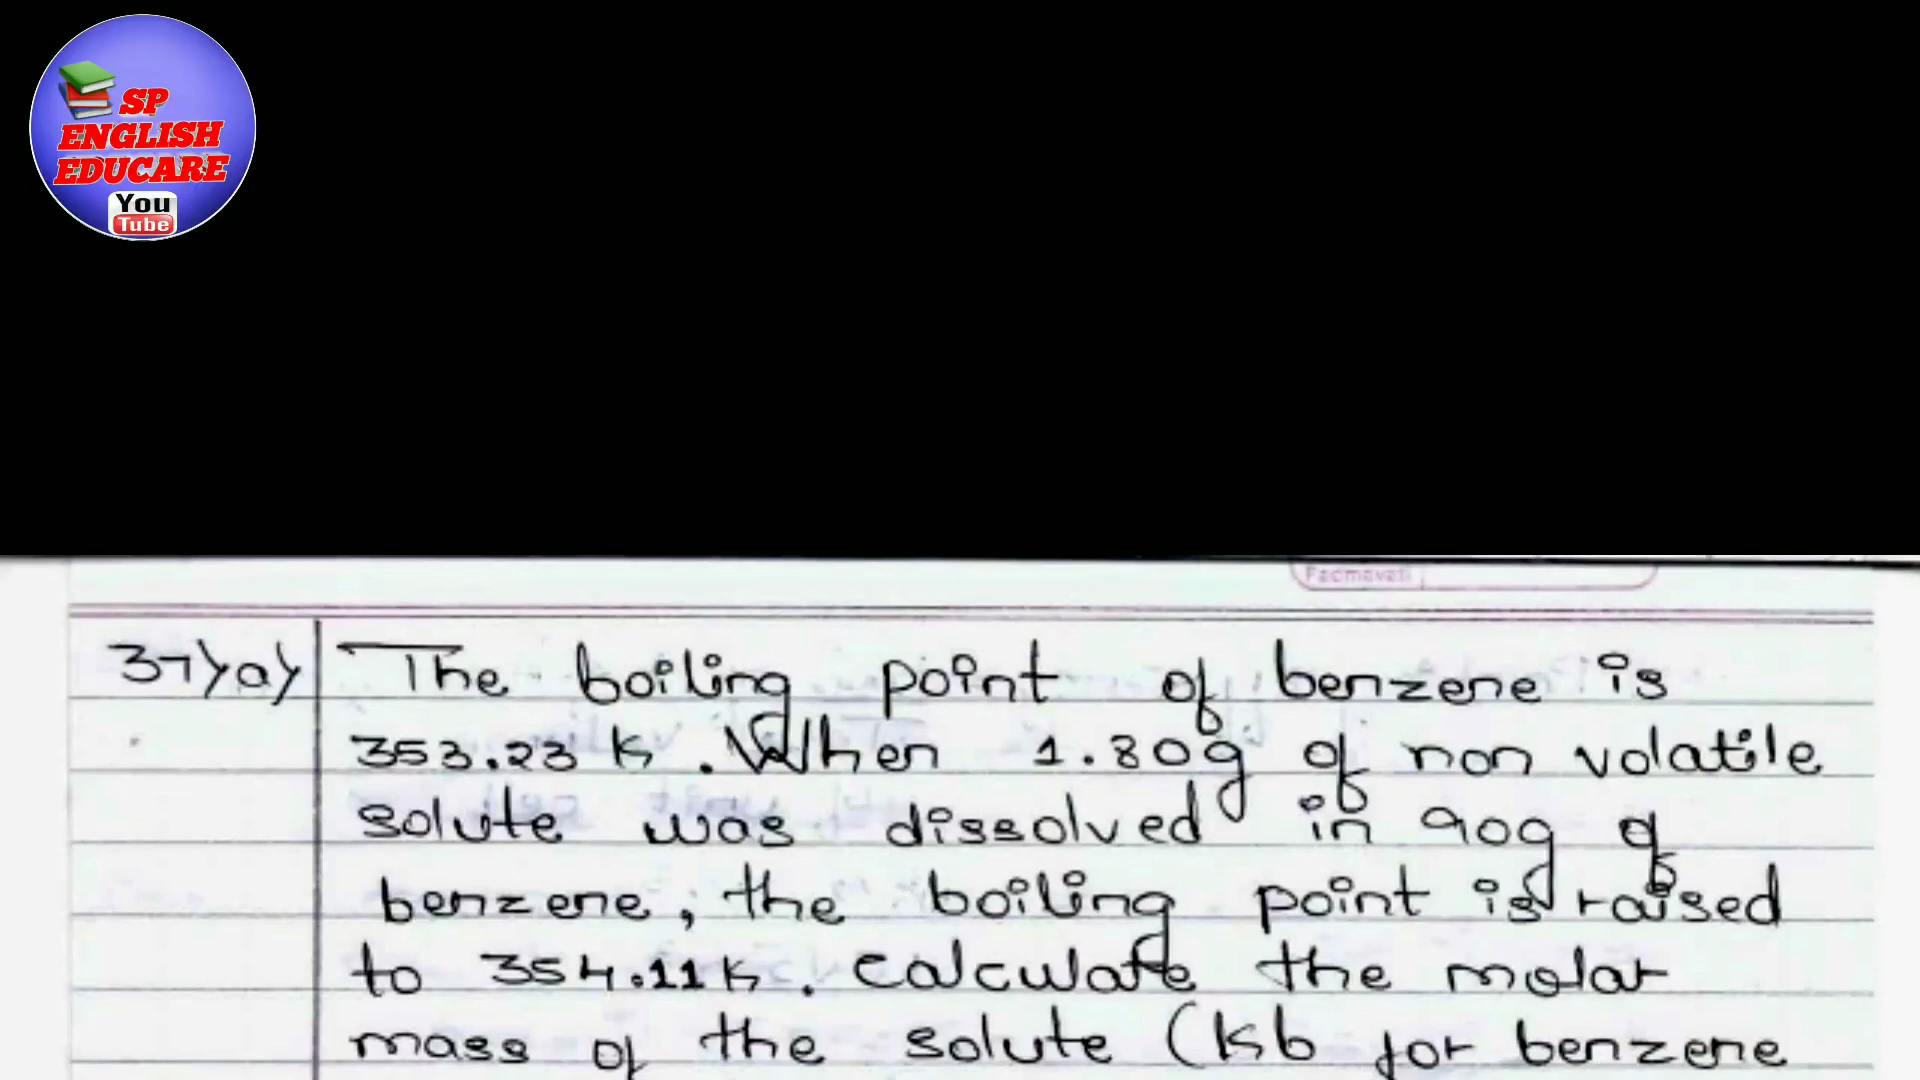 SP
ENGLISH
EDUCARE
You
Tube
Padmavati
37) a) The boiling point of benzene is
353.23 K. When 1.80g of non volatile
solute was dissolved in 90g of
benzene, the boiling point is raised
to 354.11K. Calculate the molar
mass of the solute (Kb for benzene